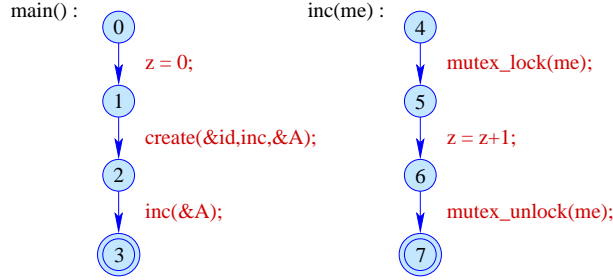 main() :
0
z = 0;
1
create(&id,inc,&A);
2
inc(&A);
3
inc(me) :
4
mutex_lock(me);
5
z = z+1;
6
mutex_unlock(me);
7